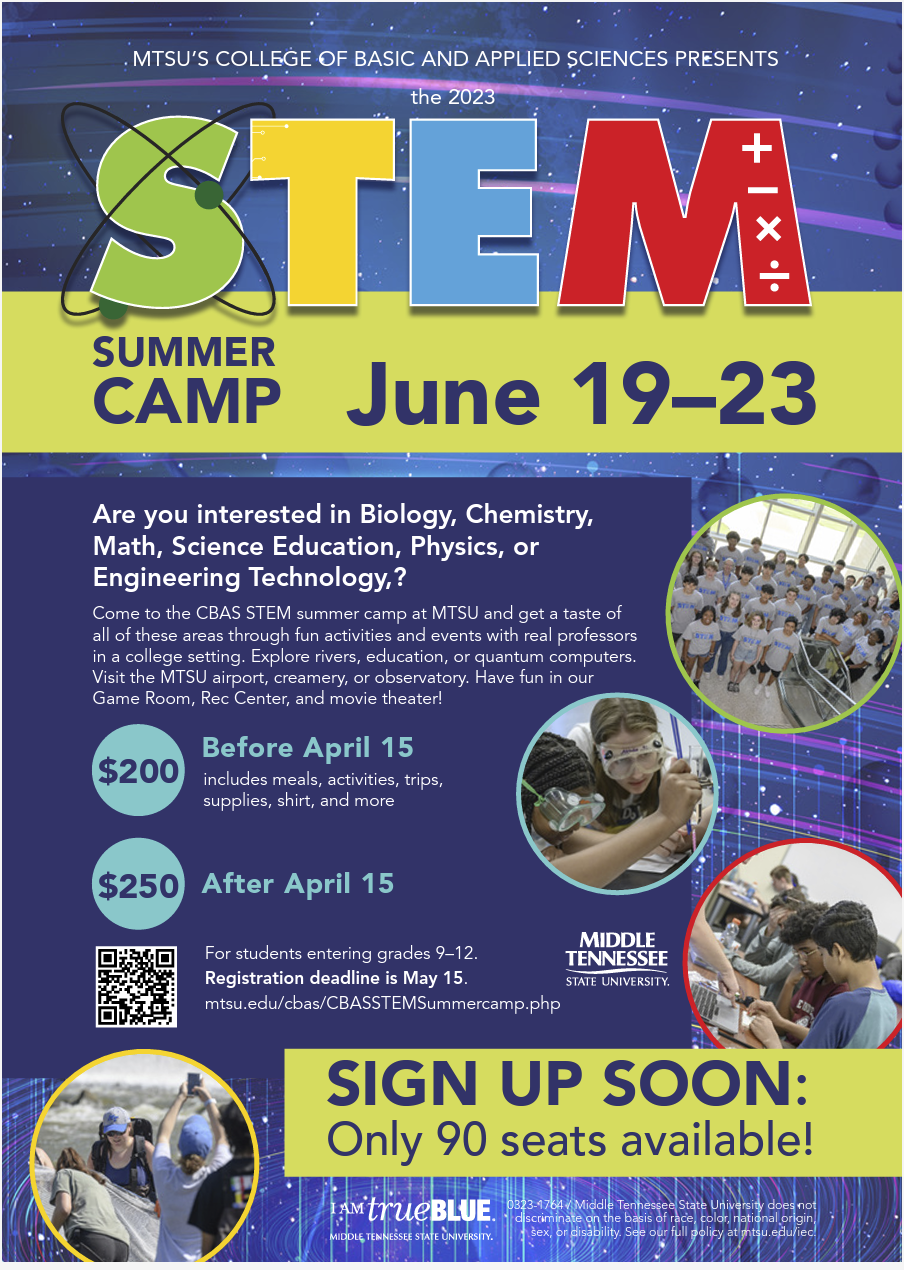 MTSU’S COLLEGE OF BASIC AND APPLIED SCIENCES PRESENTS
the 2023
STEM
+
−
×
÷
SUMMER
CAMP
June 19–23
Are you interested in Biology, Chemistry,
Math, Science Education, Physics, or
Engineering Technology,?
Come to the CBAS STEM summer camp at MTSU and get a taste of
all of these areas through fun activities and events with real professors
in a college setting. Explore rivers, education, or quantum computers.
Visit the MTSU airport, creamery, or observatory. Have fun in our
Game Room, Rec Center, and movie theater!
$200
Before April 15
includes meals, activities, trips,
supplies, shirt, and more
$250
After April 15
For students entering grades 9–12.
Registration deadline is May 15.
mtsu.edu/cbas/CBASSTEMSummercamp.php
MIDDLE
TENNESSEE
STATE UNIVERSITY.
SIGN UP SOON:
Only 90 seats available!
I AM trueBLUE.
MIDDLE TENNESSEE STATE UNIVERSITY.
0323-1764 / Middle Tennessee State University does not
discriminate on the basis of race, color, national origin,
sex, or disability. See our full policy at mtsu.edu/iec.